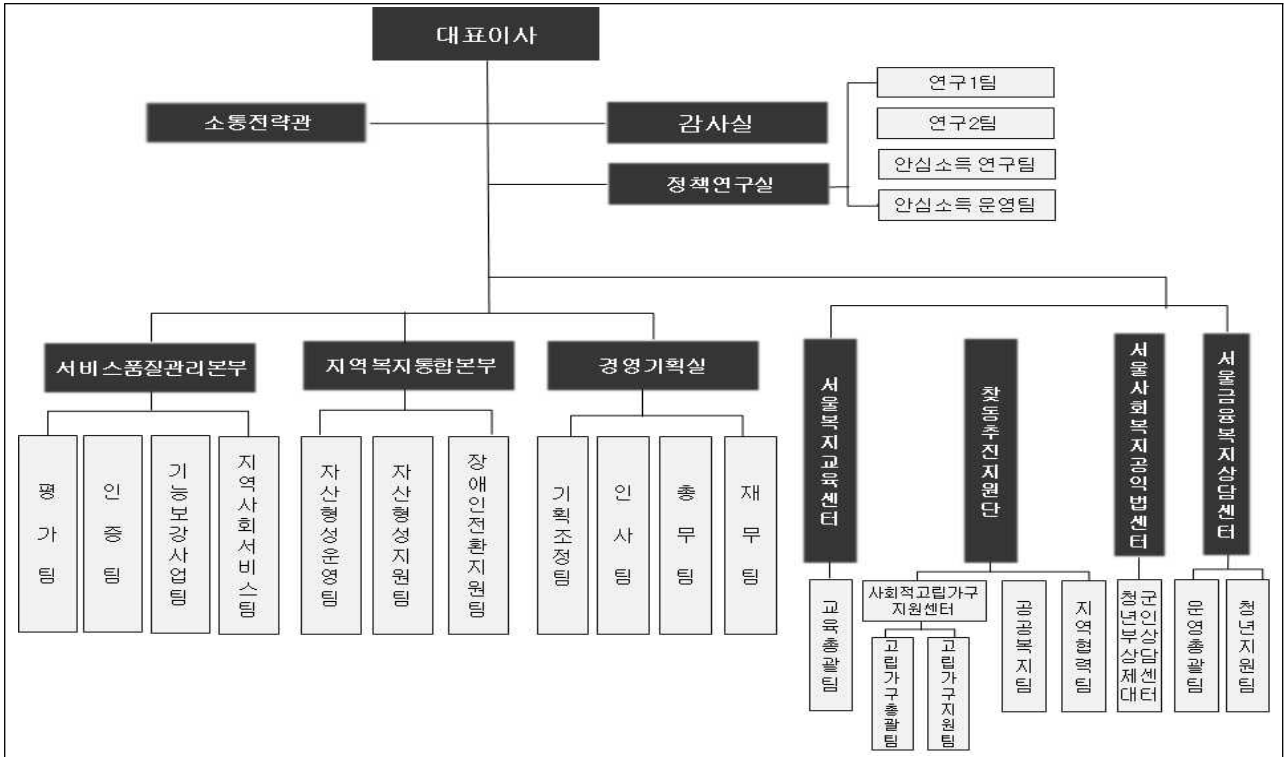 대표이사
소통전략관
감사실
정책연구실
연구1팀
연구2팀
안심소득 연구팀
안심소득 운영팀
서비스품질관리본부
평가팀
인증팀
기능보강사업팀
지역사회서비스팀
지역복지통합본부
자산형성운영팀
자산형성지원팀
장애인전환지원팀
경영기획실
기획조정팀
인사팀
총무팀
재무팀
서울복지교육센터
교육총괄팀
찾동추진지원단
사회적고립가구
지원센터
고립가구총괄팀
고립가구지원팀
공공복지팀
지역협력팀
서울사회복지공익법센터
청년부상제대
군인상담센터
서울금융복지상담센터
운영총괄팀
청년지원팀